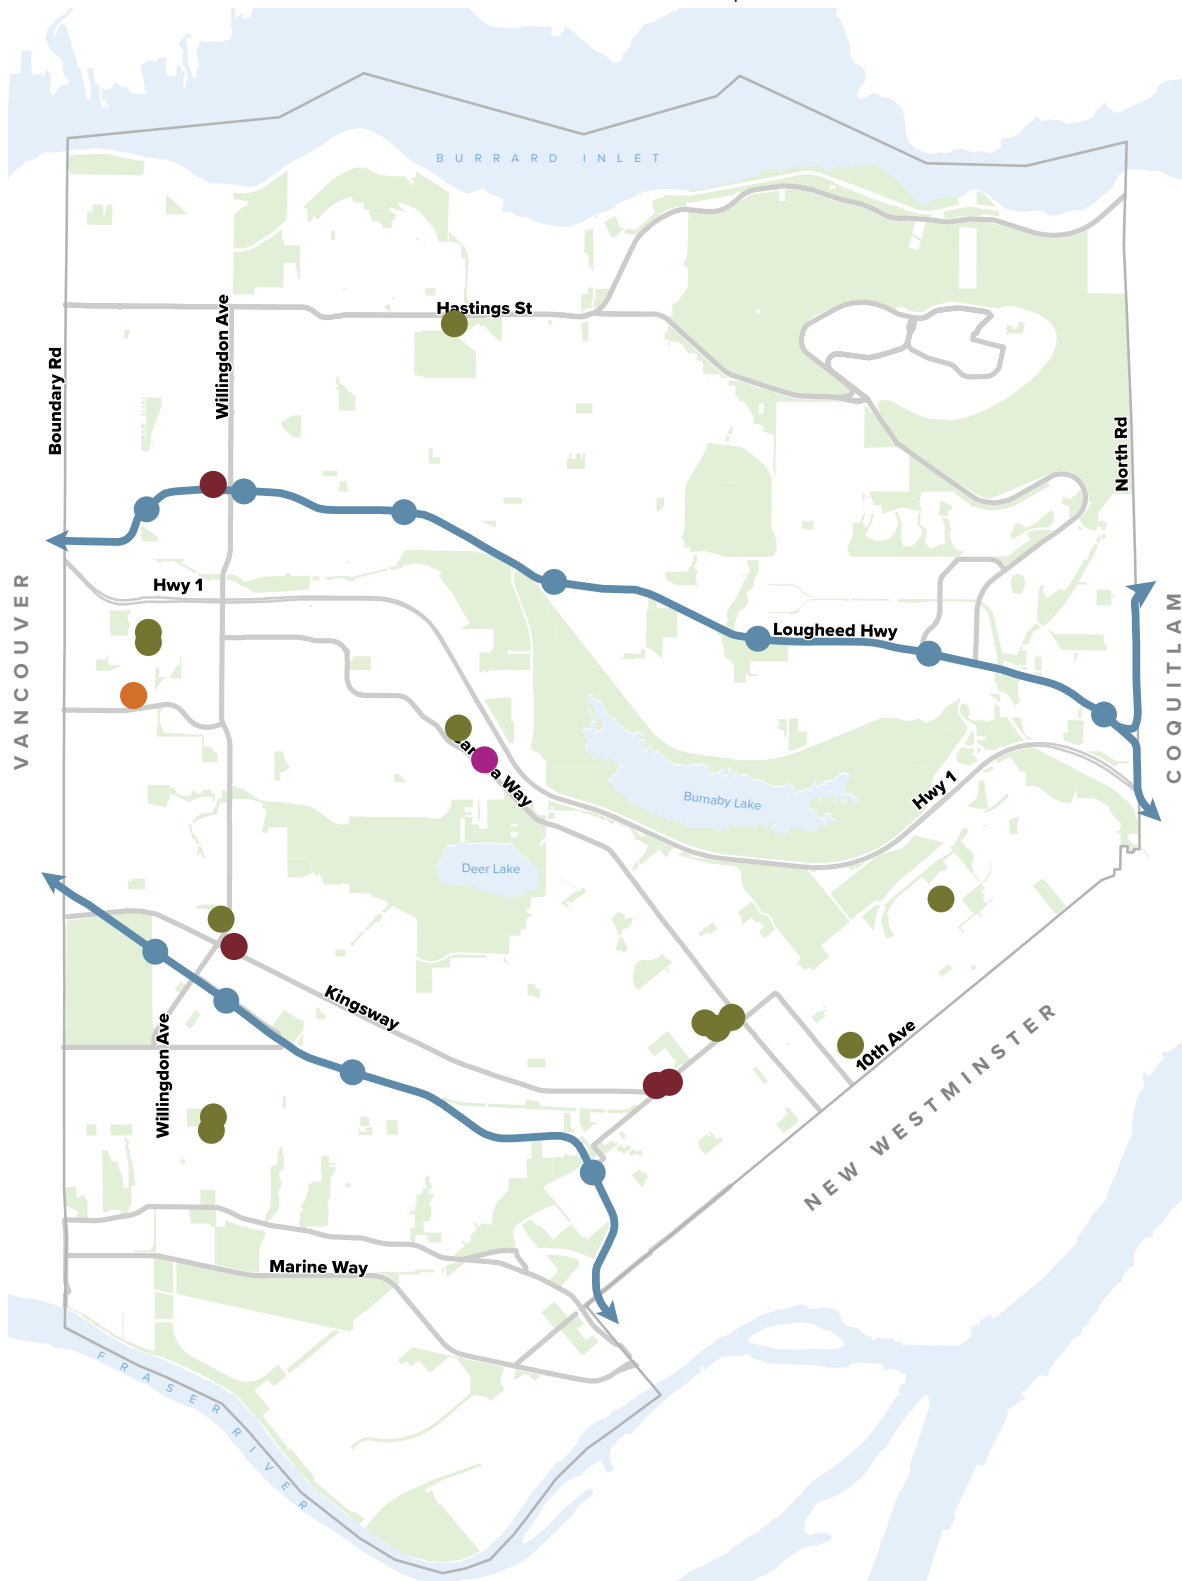 BURRARD INLET
Hastings St
Willingdon Ave
Boundary Rd
North Rd
Hwy 1
Lougheed Hwy
VANCOUVER
COQUITLAM
a Way
Burnaby Lake
Hwy 1
Deer Lake
Kingsway
Willingdon Ave
10th Ave
NEW WESTMINSTER
Marine Way
FRASER RIVER